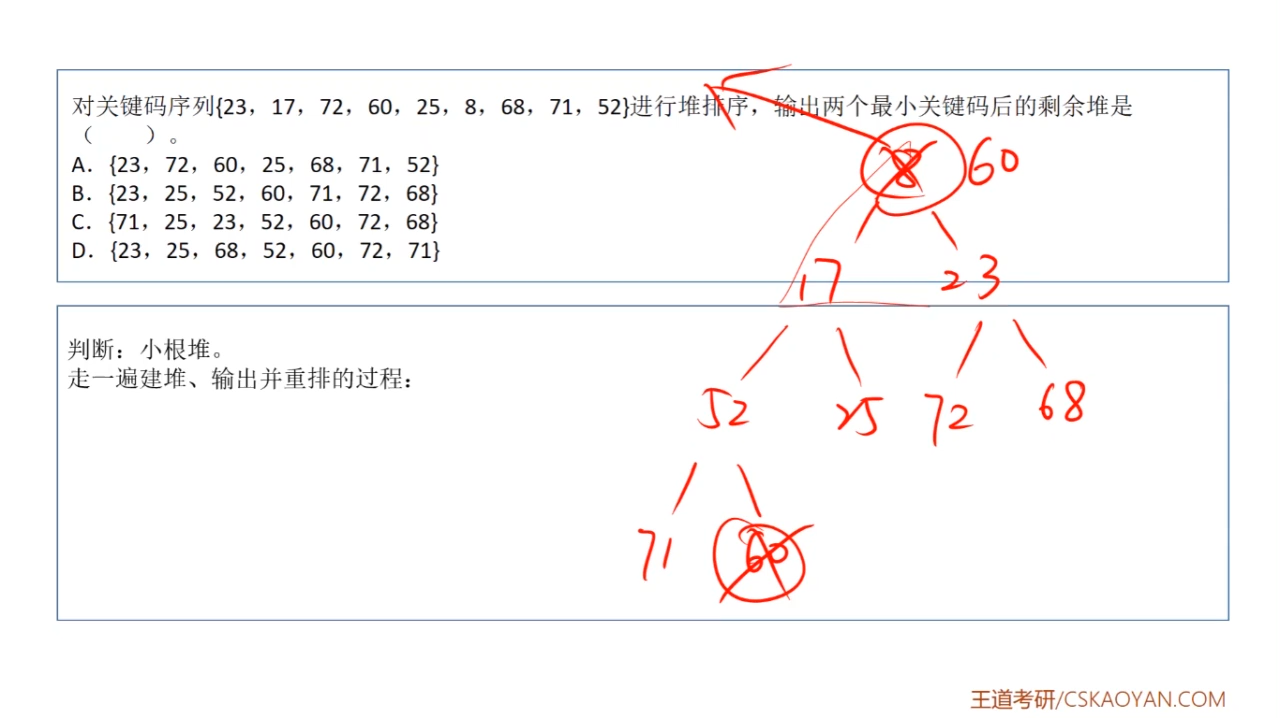 对关键码序列{23，17，72，60，25，8，68，71，52}进行堆排序，输出两个最小关键码后的剩余堆是
（　　）。
A．{23，72，60，25，68，71，52}
B．{23，25，52，60，71，72，68}
C．{71，25，23，52，60，72，68}
D．{23，25，68，52，60，72，71}
8 60
17 23
判断：小根堆。
走一遍建堆、输出并重排的过程：
52 25 72 68
71 60
王道考研/CSKAOYAN.COM